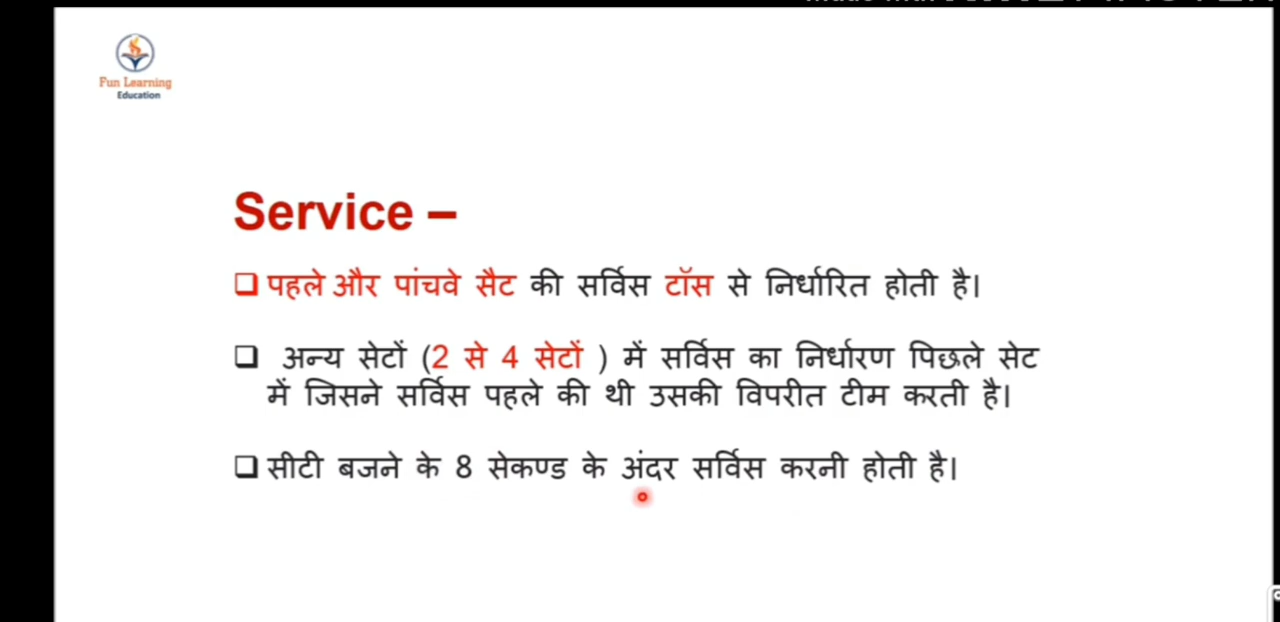 Fun Learning
Education
Service –
❑ पहले और पांचवे सैट की सर्विस टॉस से निर्धारित होती है।
❑ अन्य सेटों (2 से 4 सेटों ) में सर्विस का निर्धारण पिछले सेट
में जिसने सर्विस पहले की थी उसकी विपरीत टीम करती है।
❑ सीटी बजने के 8 सेकण्ड के अंदर सर्विस करनी होती है।